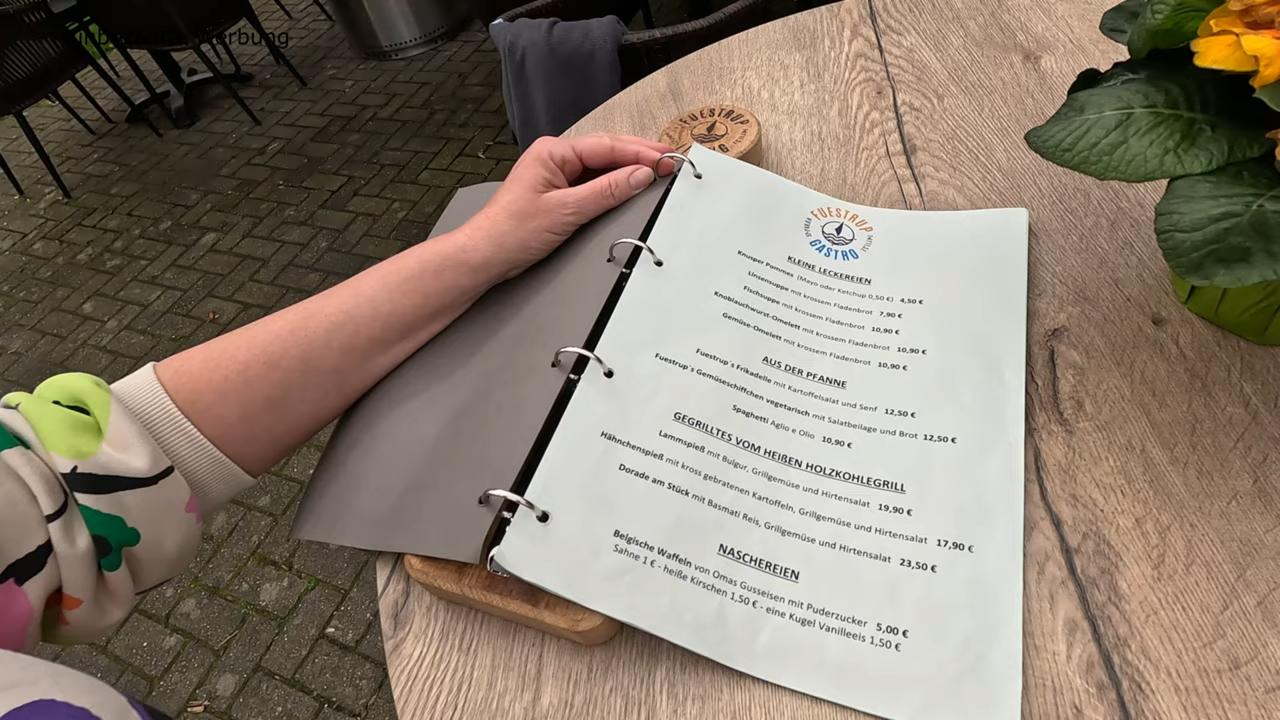 Werbung
FUESTRUP
FUESTRUP
GASTRO
KLEINE LECKEREIEN
Knusper Pommes (Mayo oder Ketchup 0,50 €) 4,50 €
Linsensuppe mit krossem Fladenbrot 7,90 €
Fischsuppe mit krossem Fladenbrot 10,90 €
Knoblauchwurst-Omelett mit krossem Fladenbrot 10,90 €
Gemüse-Omelett mit krossem Fladenbrot 10,90 €
AUS DER PFANNE
Fuestrup´s Frikadelle mit Kartoffelsalat und Senf 12,50 €
Fuestrup´s Gemüseschiffchen vegetarisch mit Salatbeilage und Brot 12,50 €
Spaghetti Aglio e Olio 10,90 €
GEGRILLTES VOM HEIßEN HOLZKOHLEGRILL
Lammspieß mit Bulgur, Grillgemüse und Hirtensalat 19,90 €
Hähnchenspieß mit kross gebratenen Kartoffeln, Grillgemüse und Hirtensalat 17,90 €
Dorade am Stück mit Basmati Reis, Grillgemüse und Hirtensalat 23,50 €
NASCHEREIEN
Belgische Waffeln von Omas Gusseisen mit Puderzucker 5,00 €
Sahne 1 € - heiße Kirschen 1,50 € - eine Kugel Vanilleeis 1,50 €